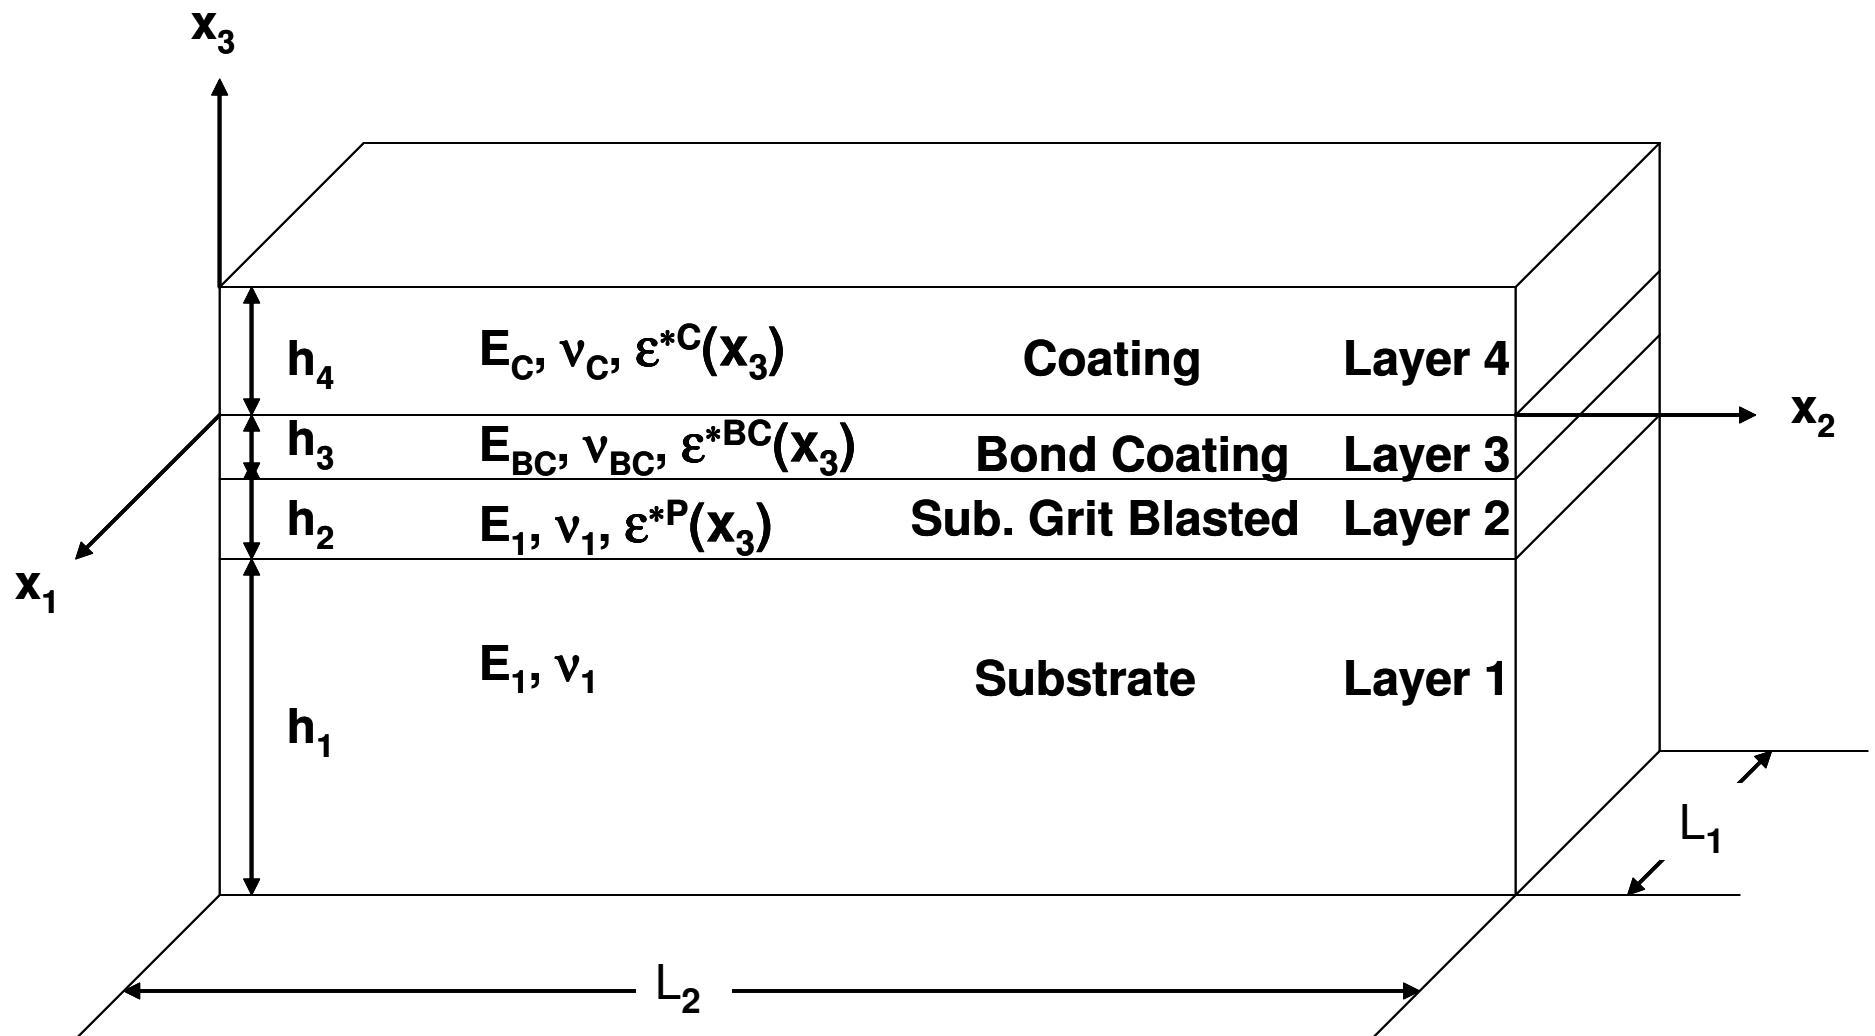 x3
h4 EC, νC, ε*C(x3) Coating Layer 4
x2
h3 EBC, νBC, ε*BC(x3) Bond Coating Layer 3
h2 E1, ν1, ε*P(x3) Sub. Grit Blasted Layer 2
x1
E1, ν1 Substrate Layer 1
h1
L1
L2